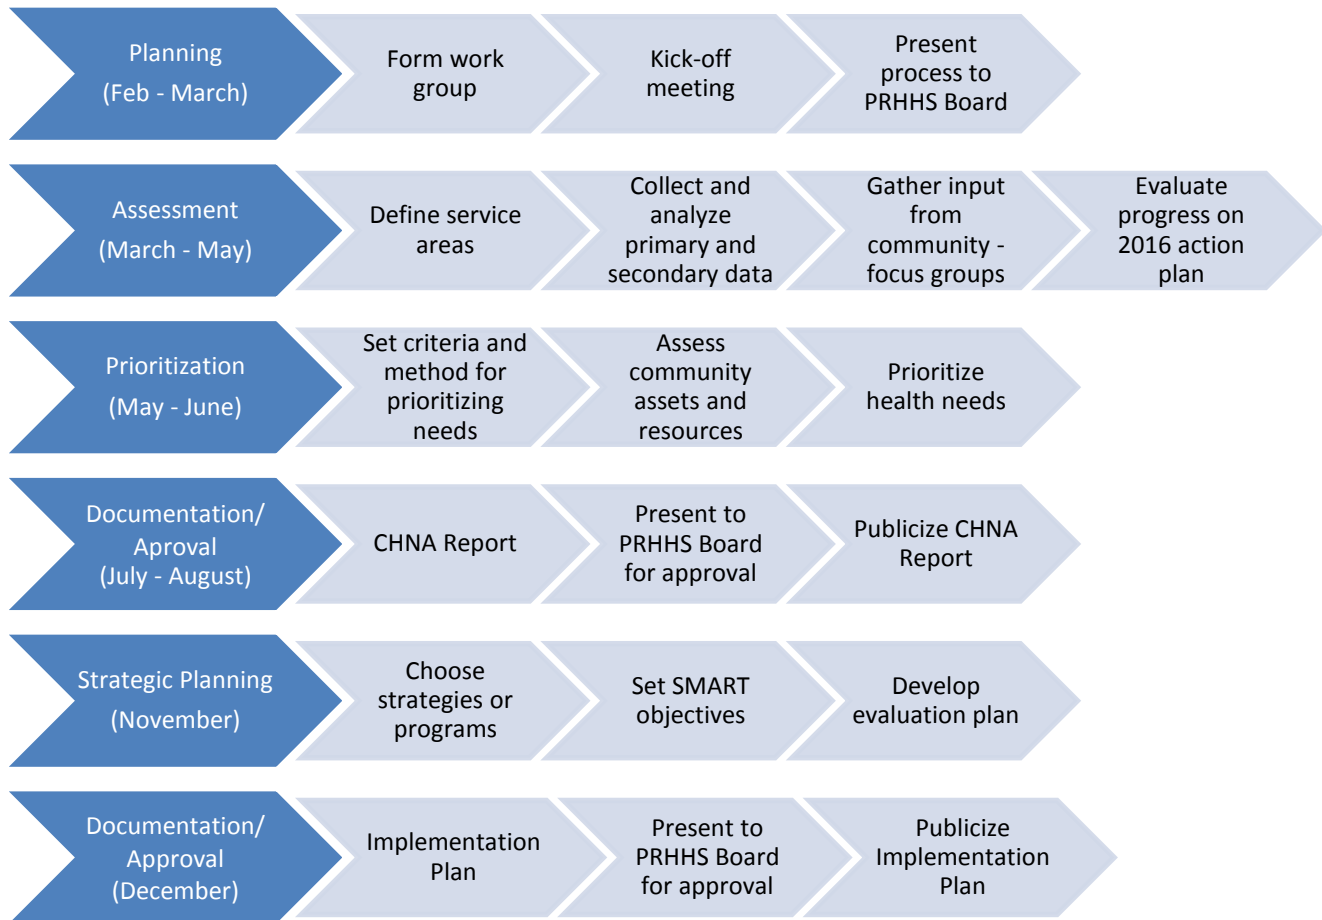 Planning
(Feb - March)
Form work
group
Kick-off
meeting
Present
process to
PRHHS Board
Assessment
(March - May)
Define service
areas
Collect and
analyze
primary and
secondary data
Gather input
from
community -
focus groups
Evaluate
progress on
2016 action
plan
Prioritization
(May - June)
Set criteria and
method for
prioritizing
needs
Assess
community
assets and
resources
Prioritize
health needs
Documentation/
Aproval
(July - August)
CHNA Report
Present to
PRHHS Board
for approval
Publicize CHNA
Report
Strategic Planning
(November)
Choose
strategies or
programs
Set SMART
objectives
Develop
evaluation plan
Documentation/
Approval
(December)
Implementation
Plan
Present to
PRHHS Board
for approval
Publicize
Implementation
Plan